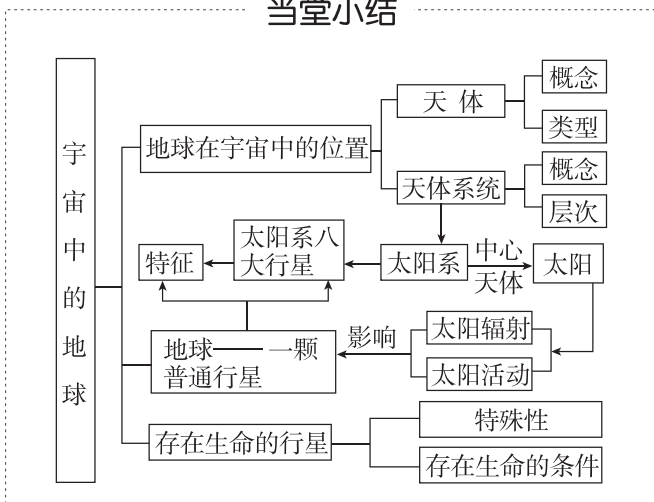 当堂小结
宇宙中的地球
地球在宇宙中的位置
天体
概念
类型
天体系统
概念
层次
特征
太阳系八
大行星
太阳系
中心
天体
太阳
地球——一颗
普通行星
影响
太阳辐射
太阳活动
存在生命的行星
特殊性
存在生命的条件